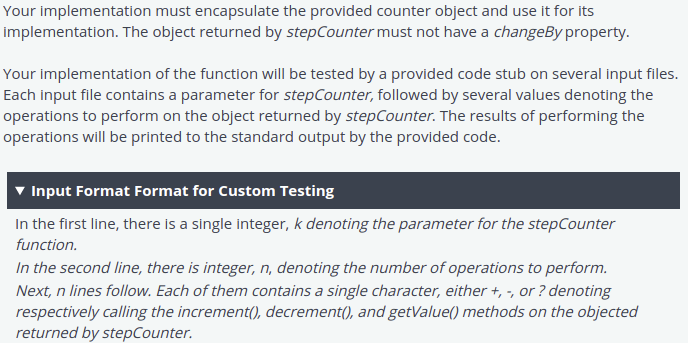 Your implementation must encapsulate the provided counter object and use it for its
implementation. The object returned by stepCounter must not have a changeBy property.
Your implementation of the function will be tested by a provided code stub on several input files.
Each input file contains a parameter for stepCounter, followed by several values denoting the
operations to perform on the object returned by stepCounter. The results of performing the
operations will be printed to the standard output by the provided code.
▼ Input Format Format for Custom Testing
In the first line, there is a single integer, k denoting the parameter for the stepCounter
function.
In the second line, there is integer, n, denoting the number of operations to perform.
Next, n lines follow. Each of them contains a single character, either +, -, or ? denoting
respectively calling the increment(), decrement(), and getValue() methods on the objected
returned by stepCounter.